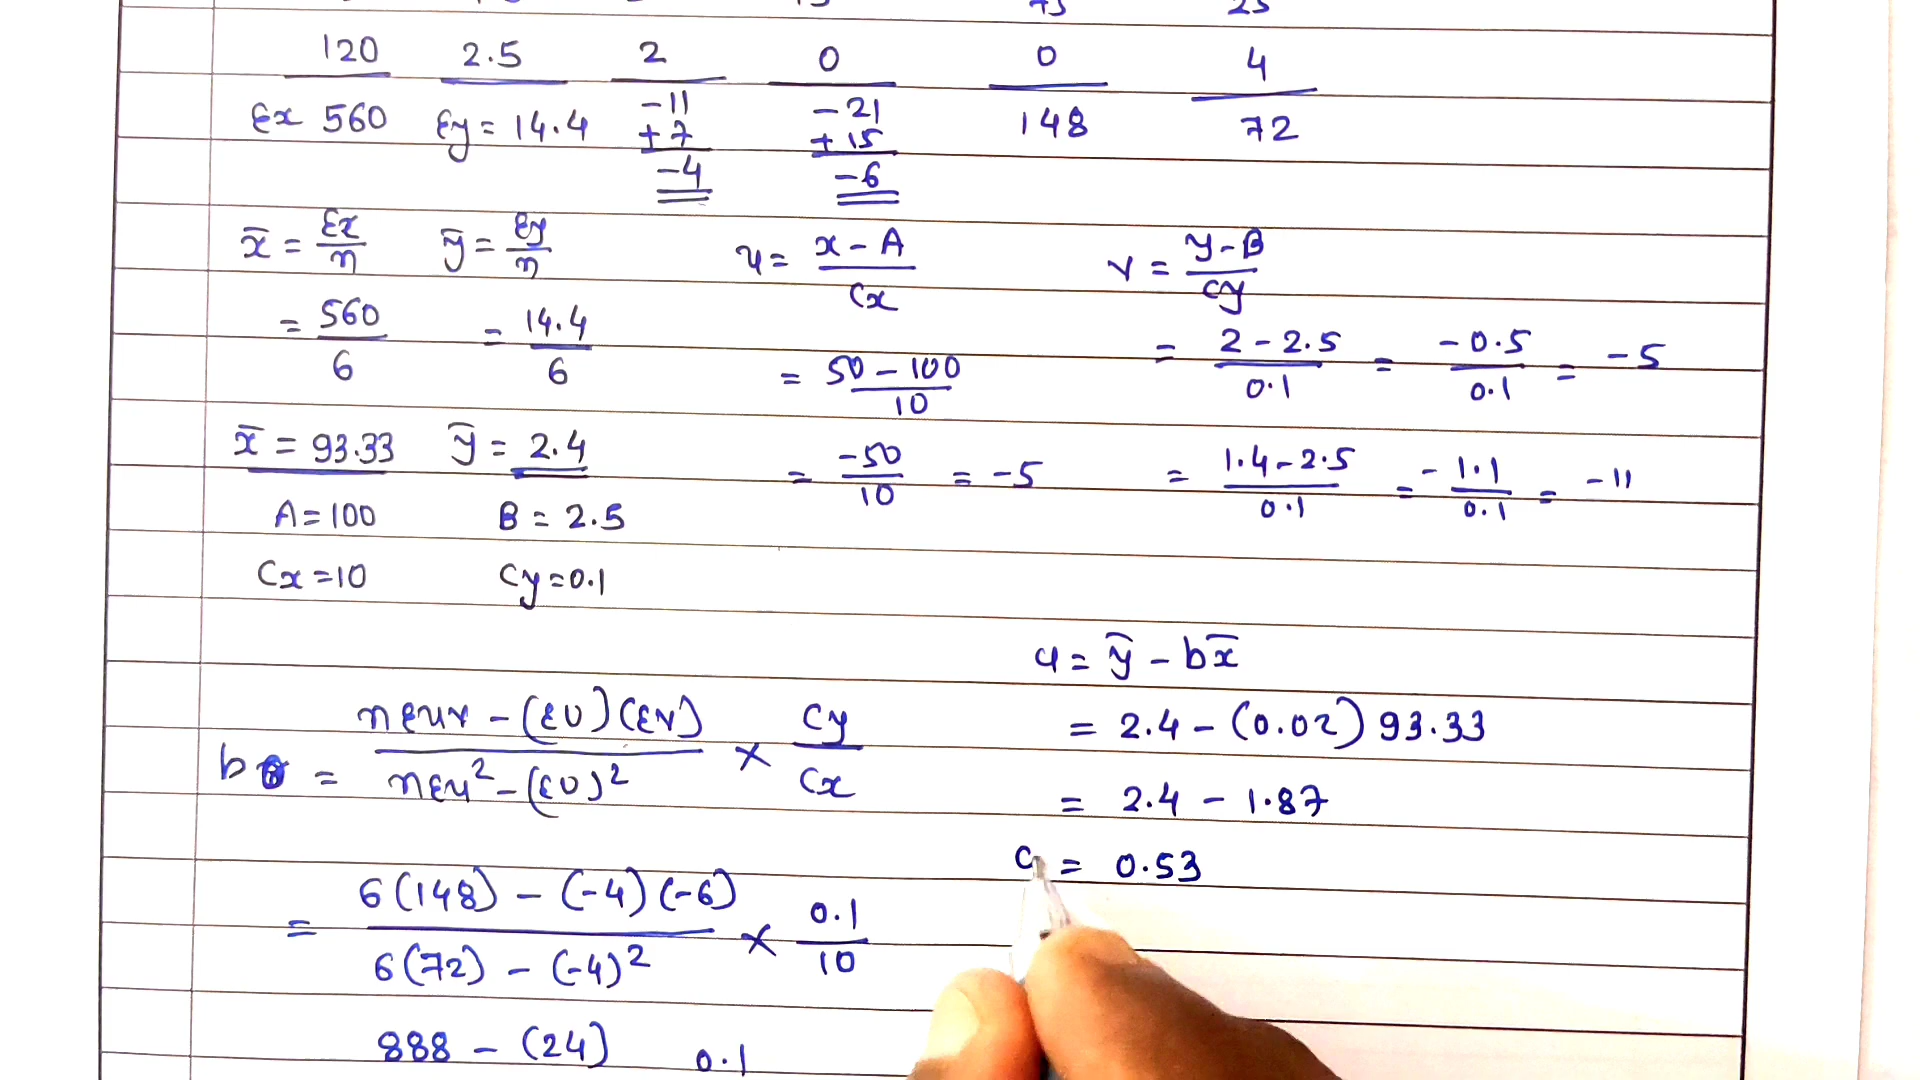 120 2.5 2 0 0 4
Σx 560 Σy = 14.4 -11 -21 148 72
+7 +15
-4 -6
x̄ = Σx/n ȳ = Σy/n u = x - A/Cx v = y - B/Cy
= 560/6 = 14.4/6 = 50 - 100/10 = 2 - 2.5/0.1 = -0.5/0.1 = -5
x̄ = 93.33 ȳ = 2.4 = -50/10 = -5 = 1.4 - 2.5/0.1 = -1.1/0.1 = -11
A = 100 B = 2.5
Cx = 10 Cy = 0.1
a = ȳ - bx̄
b = nΣuv - (Σu)(Σv)/nΣu² - (Σu)² × Cy/Cx
= 2.4 - (0.02) 93.33
= 2.4 - 1.87
a = 0.53
= 6(148) - (-4)(-6)/6(72) - (-4)² × 0.1/10
888 - (24) 0.1